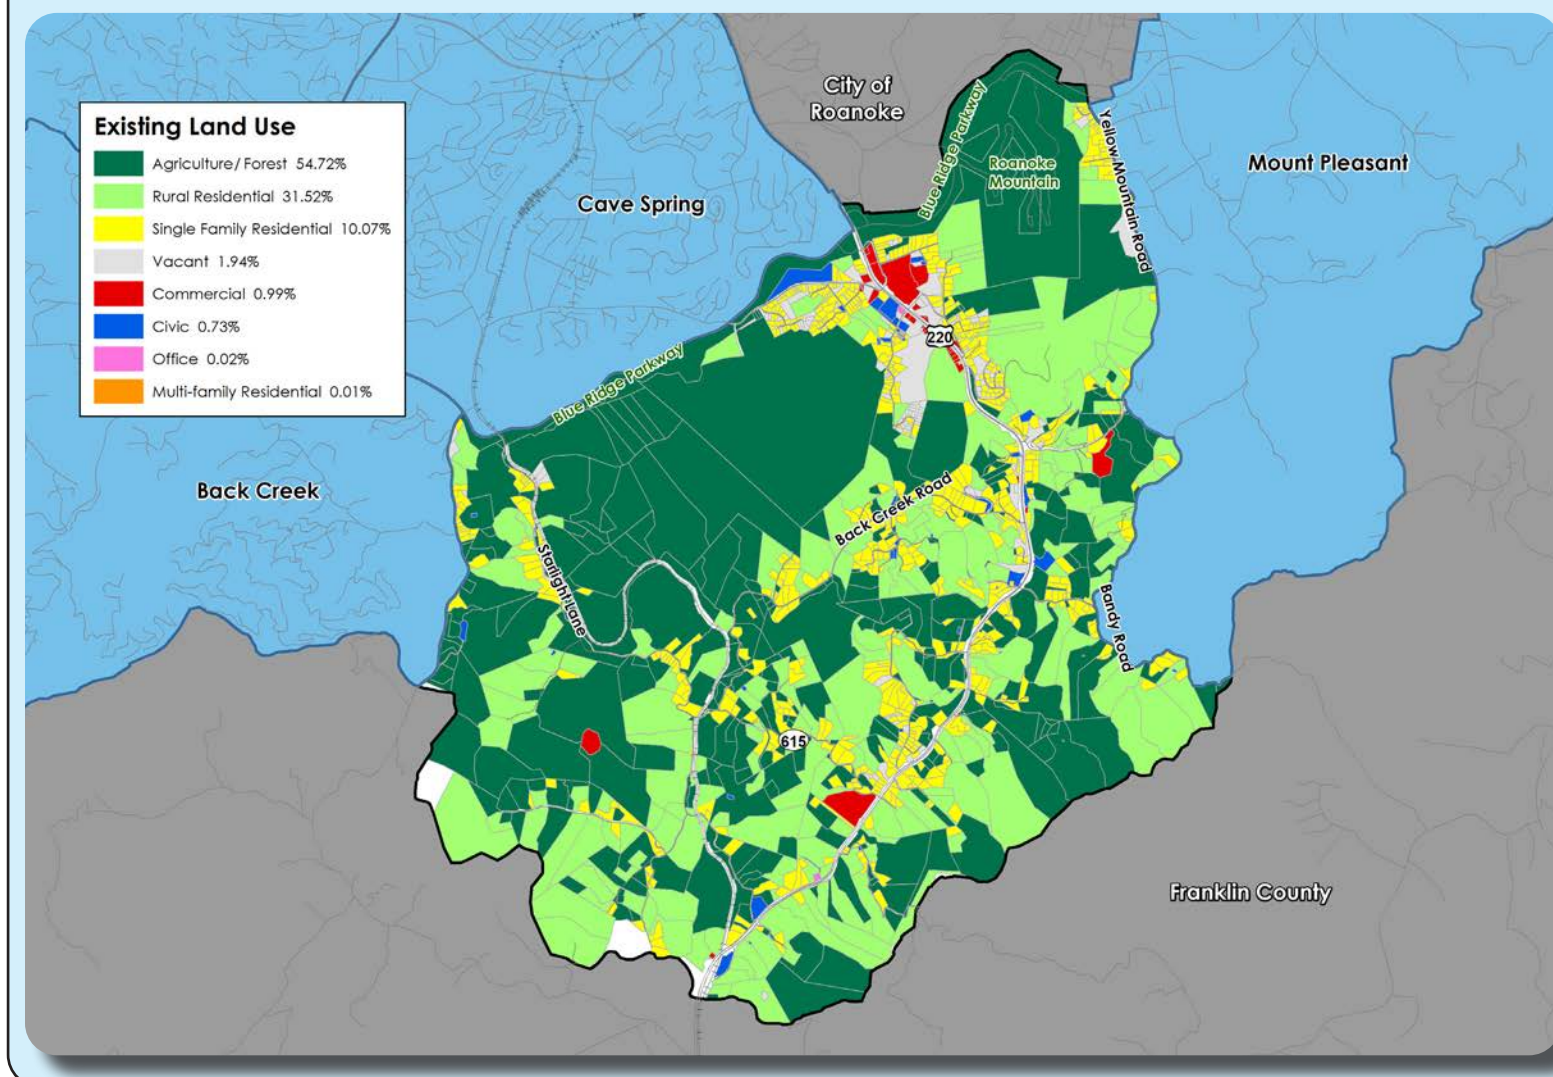 City of
Roanoke
Existing Land Use
Agriculture/ Forest 54.72%
Rural Residential 31.52%
Single Family Residential 10.07%
Vacant 1.94%
Commercial 0.99%
Civic 0.73%
Office 0.02%
Multi-family Residential 0.01%
Blue Ridge Parkway
Yellow Mountain Road
Roanoke
Mountain
Mount Pleasant
Cave Spring
220
Blue Ridge Parkway
Back Creek
Back Creek Road
Starlight Lane
Bandy Road
615
Franklin County